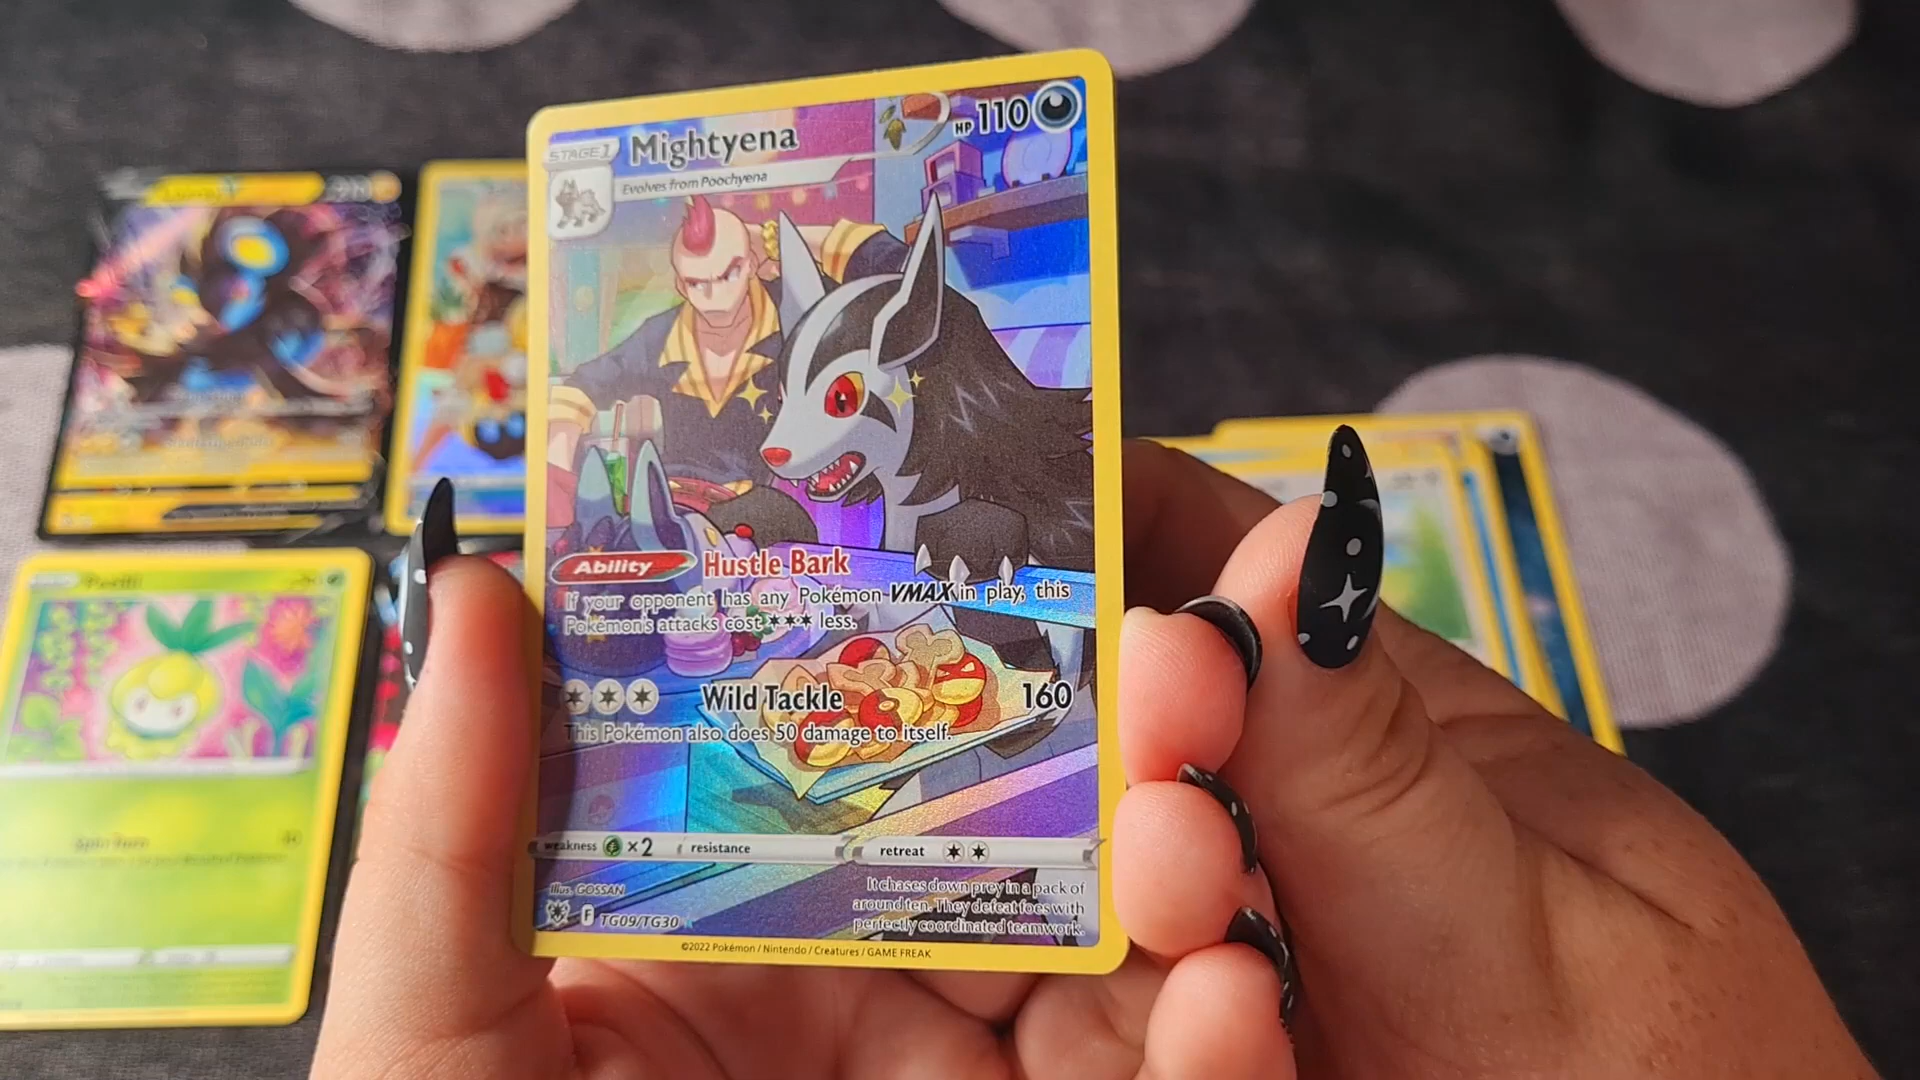 STAGE 1
Mightyena
HP 110
Evolves from Poochyena
Ability Hustle Bark
If your opponent has any Pokémon VMAX in play, this
Pokémon's attacks cost ✶✶✶ less.
Wild Tackle 160
This Pokémon also does 50 damage to itself.
weakness ×2 resistance retreat
Illus. GOSSAN
F TG09/TG30
It chases down prey in a pack of
around ten. They defeat foes with
perfectly coordinated teamwork.
©2022 Pokémon / Nintendo / Creatures / GAME FREAK